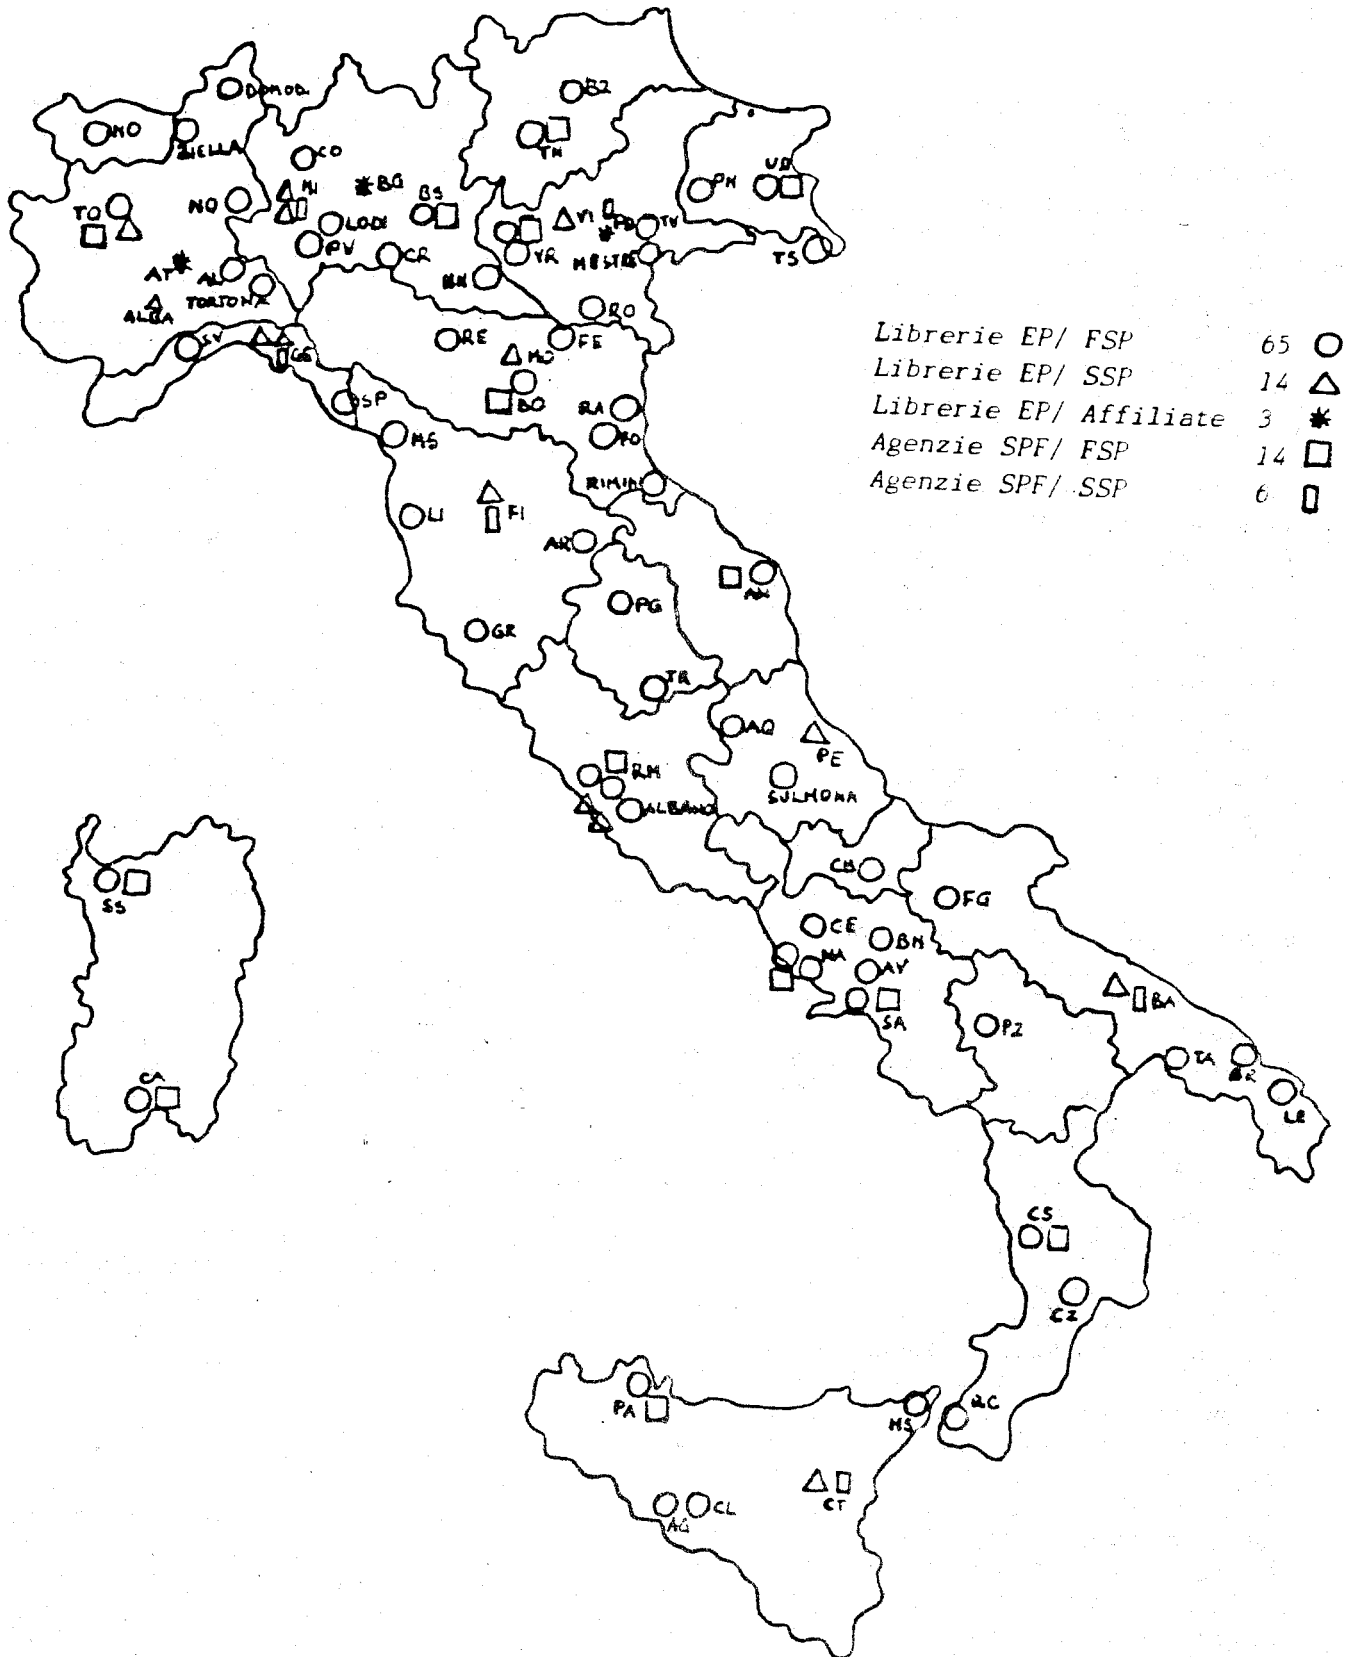 DOMOD.
BZ
NO
BIELLA
TN
CO
UD
PN
MI
BG
BS
TO
NO
LODI
VI
PD
TV
PV
CR
VR
MESTRE
TS
AT
AL
MN
ALBA
TORTONA
RO
SV
GE
RE
FE
MO
BO
SP
RA
MS
FO
RIMINI
LI
FI
AR
AN
PG
GR
TR
AQ
PE
RM
SULMONA
ALBANO
CB
SS
FG
CE
BN
NA
AV
SA
BA
PZ
TA
BR
LE
CA
CS
CZ
PA
MS
RC
CT
AG
CL
Librerie EP/ FSP 65
Librerie EP/ SSP 14
Librerie EP/ Affiliate 3
Agenzie SPF/ FSP 14
Agenzie SPF/ SSP 6